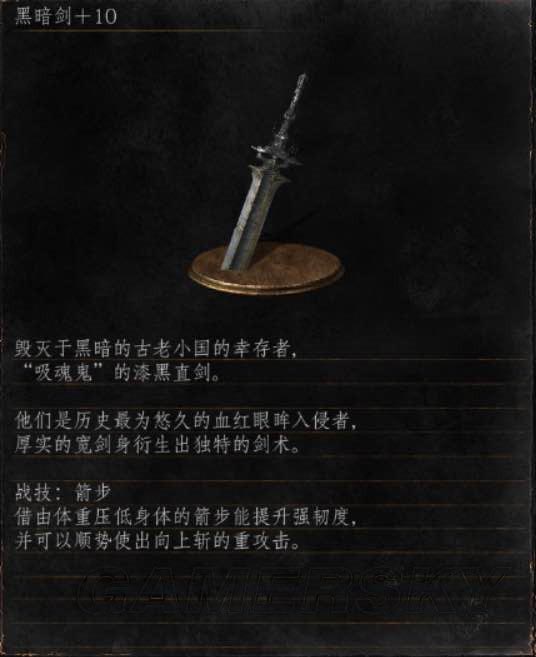 黑暗剑＋10
毁灭于黑暗的古老小国的幸存者，
“吸魂鬼”的漆黑直剑。
他们是历史最为悠久的血红眼眸入侵者，
厚实的宽剑身衍生出独特的剑术。
战技：箭步
借由体重压低身体的箭步能提升强韧度，
并可以顺势使出向上斩的重攻击。
GAMERSKY